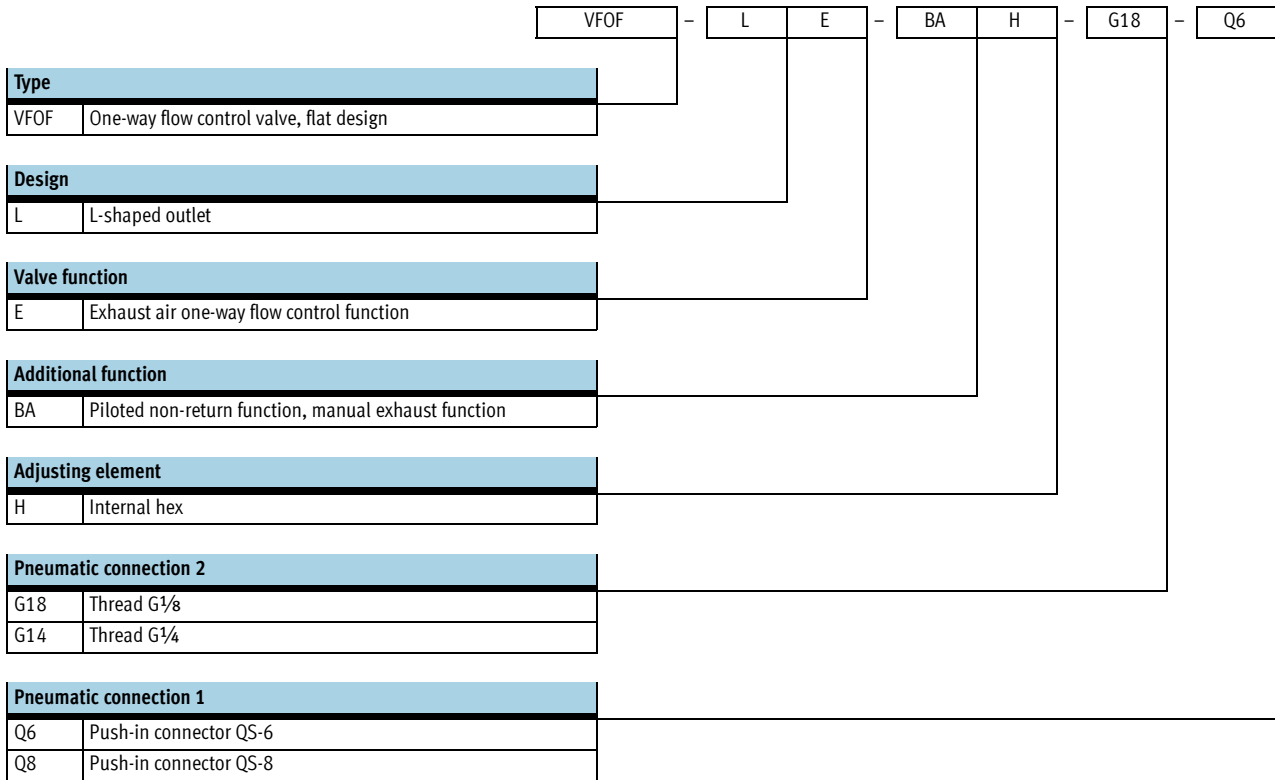 VFOF – L E – BA H – G18 – Q6
Type
VFOF One-way flow control valve, flat design
Design
L L-shaped outlet
Valve function
E Exhaust air one-way flow control function
Additional function
BA Piloted non-return function, manual exhaust function
Adjusting element
H Internal hex
Pneumatic connection 2
G18 Thread G⅛
G14 Thread G¼
Pneumatic connection 1
Q6 Push-in connector QS-6
Q8 Push-in connector QS-8